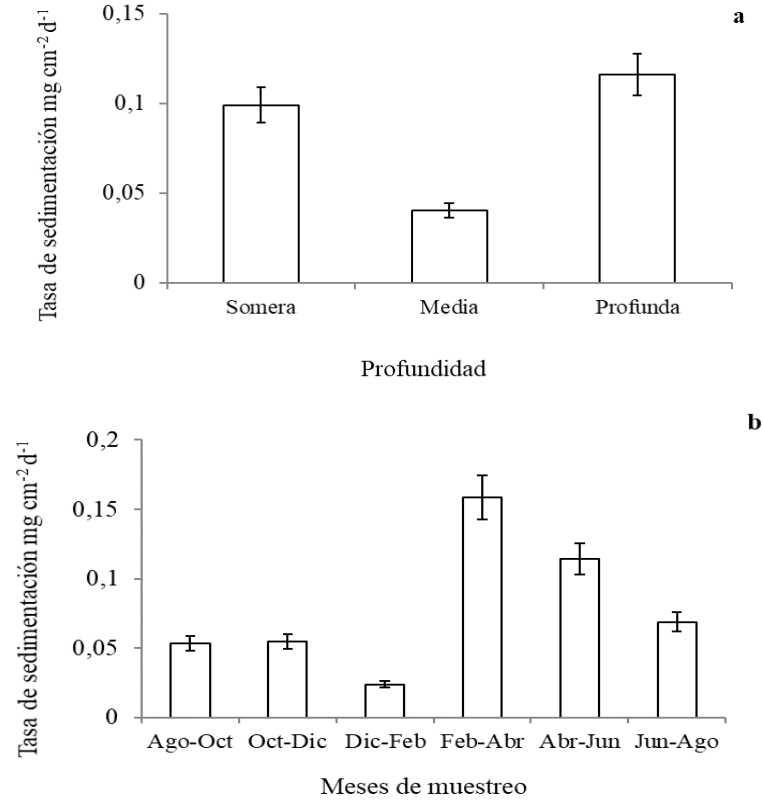 a
Tasa de sedimentación mg cm-2 d-1
0,15
0,1
0,05
0
Somera Media Profunda
Profundidad
b
Tasa de sedimentación mg cm-2 d-1
0,2
0,15
0,1
0,05
0
Ago-Oct Oct-Dic Dic-Feb Feb-Abr Abr-Jun Jun-Ago
Meses de muestreo